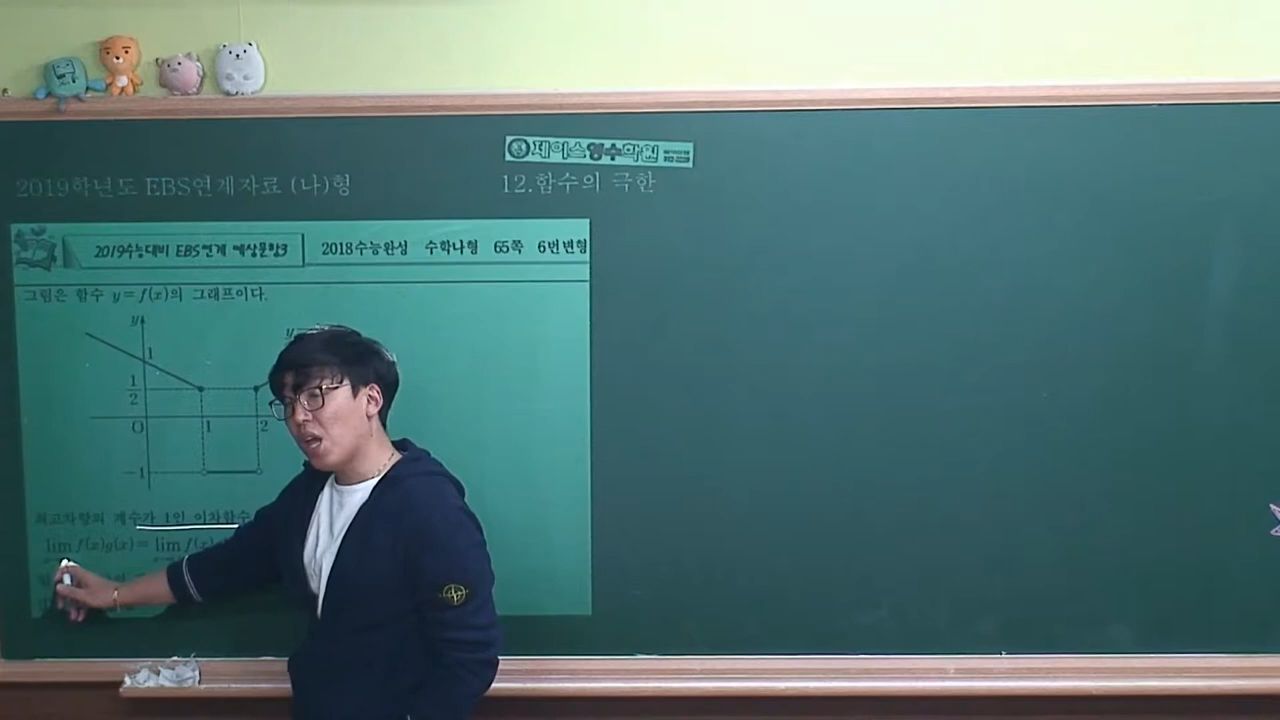 제이스영수학원
2019학년도 EBS연계자료 (나)형
12.함수의 극한
2019수능대비 EBS연계 예상문항3
2018수능완성 수학나형 65쪽 6번변형
그림은 함수 y=f(x)의 그래프이다.
y
y
1
1
2
O 1 2
-1
최고차항의 계수가 1인 이차함수
lim f(x)g(x) = lim f(x)